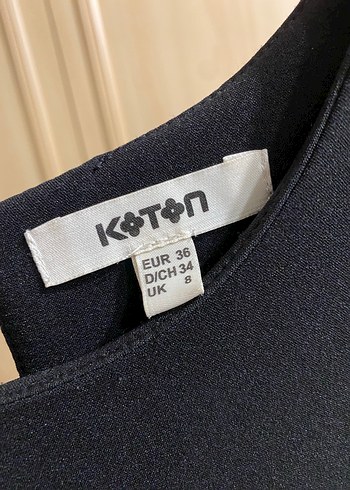 KOTON
EUR 36
D/CH 34
UK 8